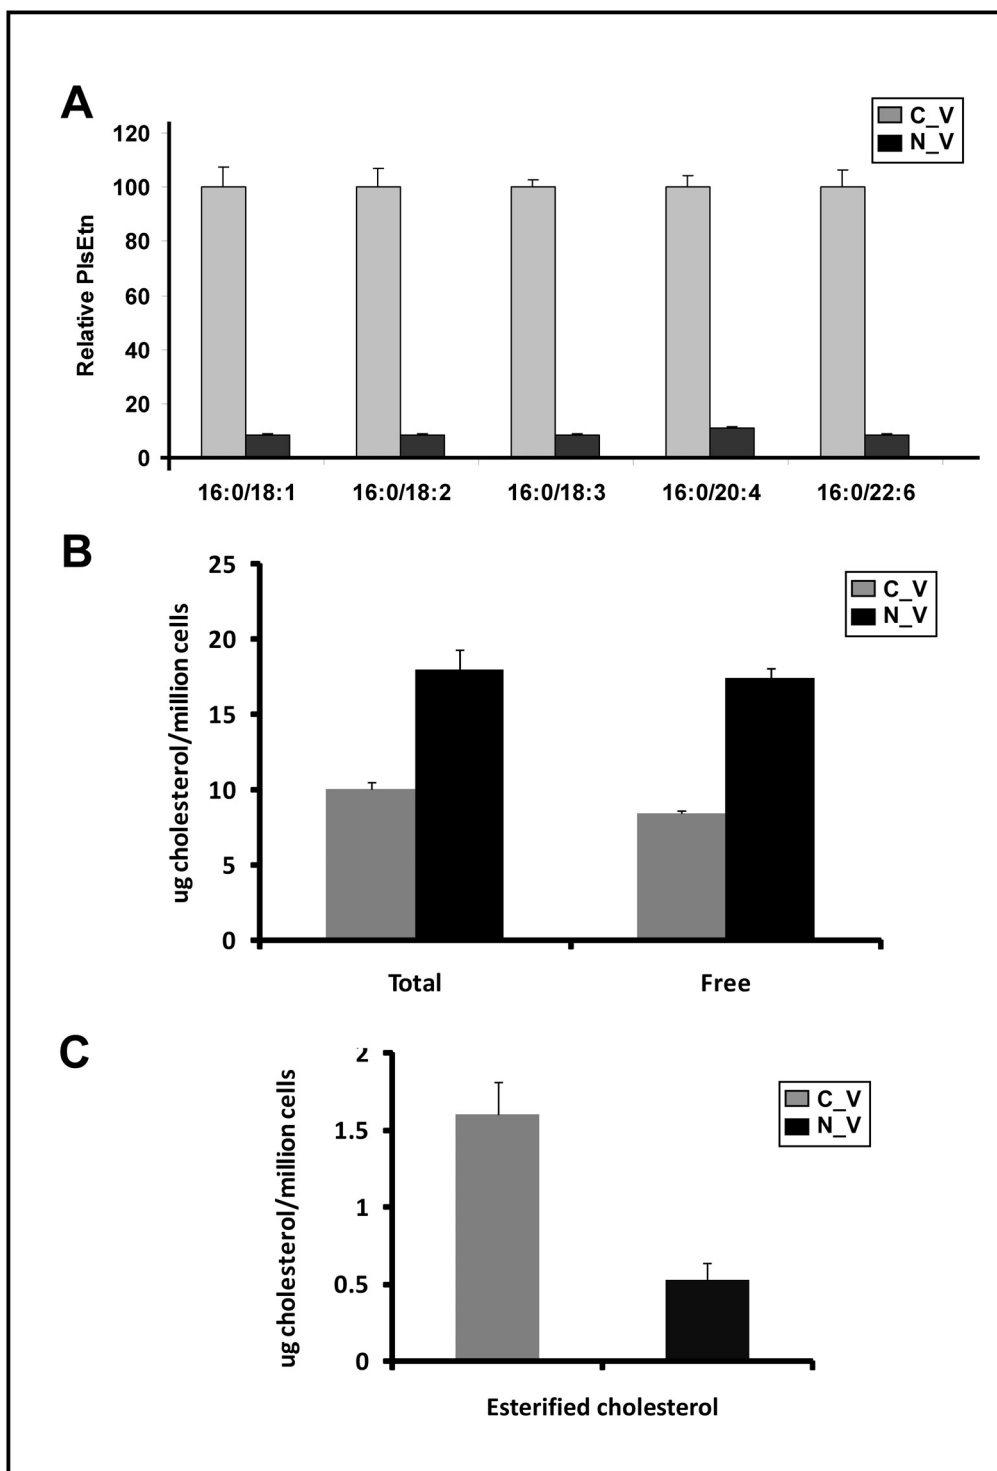 A
C_V
N_V
120
100
80
60
40
20
0
Relative PlsEtn
16:0/18:1 16:0/18:2 16:0/18:3 16:0/20:4 16:0/22:6
B
C_V
N_V
25
20
15
10
5
0
ug cholesterol/million cells
Total Free
C
C_V
N_V
2
1.5
1
0.5
0
ug cholesterol/million cells
Esterified cholesterol